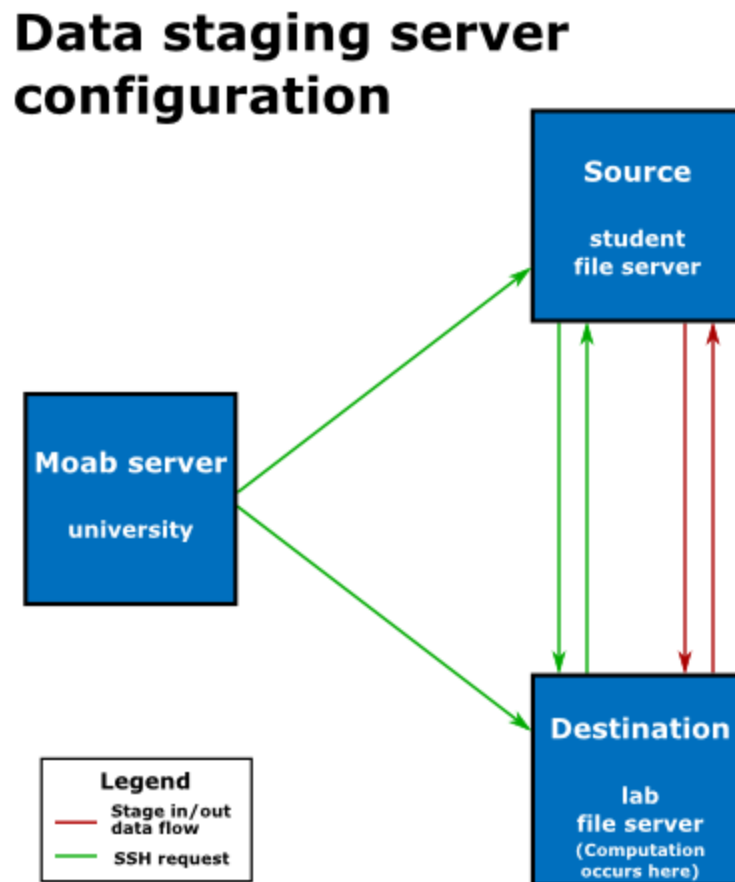 Data staging server
configuration
Source
student
file server
Moab server
university
Destination
lab
file server
(Computation
occurs here)
Legend
Stage in/out
data flow
SSH request